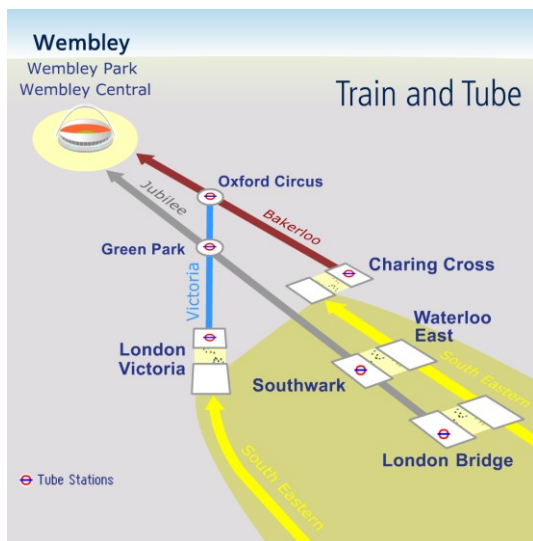 Wembley
Wembley Park
Wembley Central
Train and Tube
Oxford Circus
Jubilee
Bakerloo
Green Park
Charing Cross
Victoria
Waterloo
East
London
Victoria
South Eastern
Southwark
London Bridge
South Eastern
Tube Stations